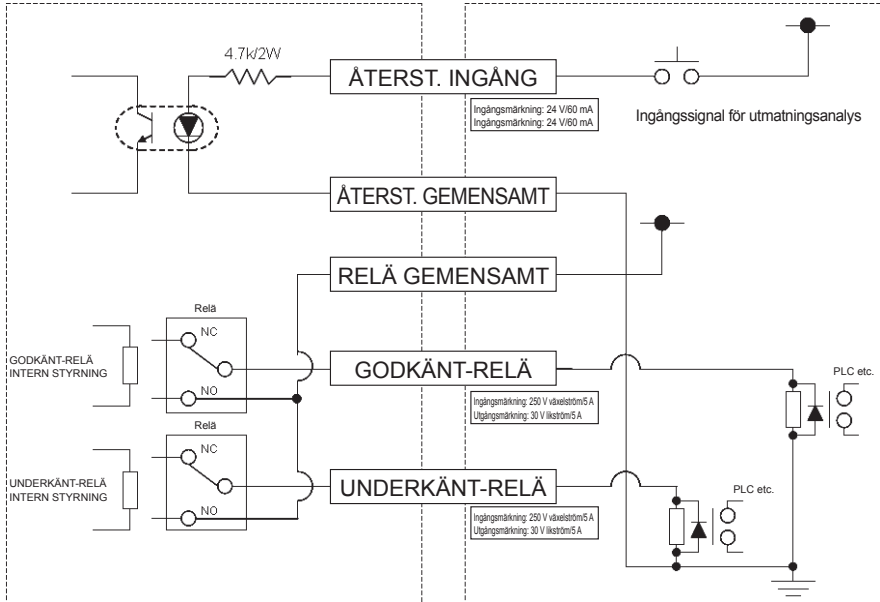 4.7k/2W
ÅTERST. INGÅNG
Ingångsmärkning: 24 V/60 mA
Ingångsmärkning: 24 V/60 mA
Ingångssignal för utmatningsanalys
ÅTERST. GEMENSAMT
RELÄ GEMENSAMT
Relä
NC
NO
GODKÄNT-RELÄ
INTERN STYRNING
GODKÄNT-RELÄ
Ingångsmärkning: 250 V växelström/5 A
Utgångsmärkning: 30 V likström/5 A
PLC etc.
Relä
NC
NO
UNDERKÄNT-RELÄ
INTERN STYRNING
UNDERKÄNT-RELÄ
Ingångsmärkning: 250 V växelström/5 A
Utgångsmärkning: 30 V likström/5 A
PLC etc.